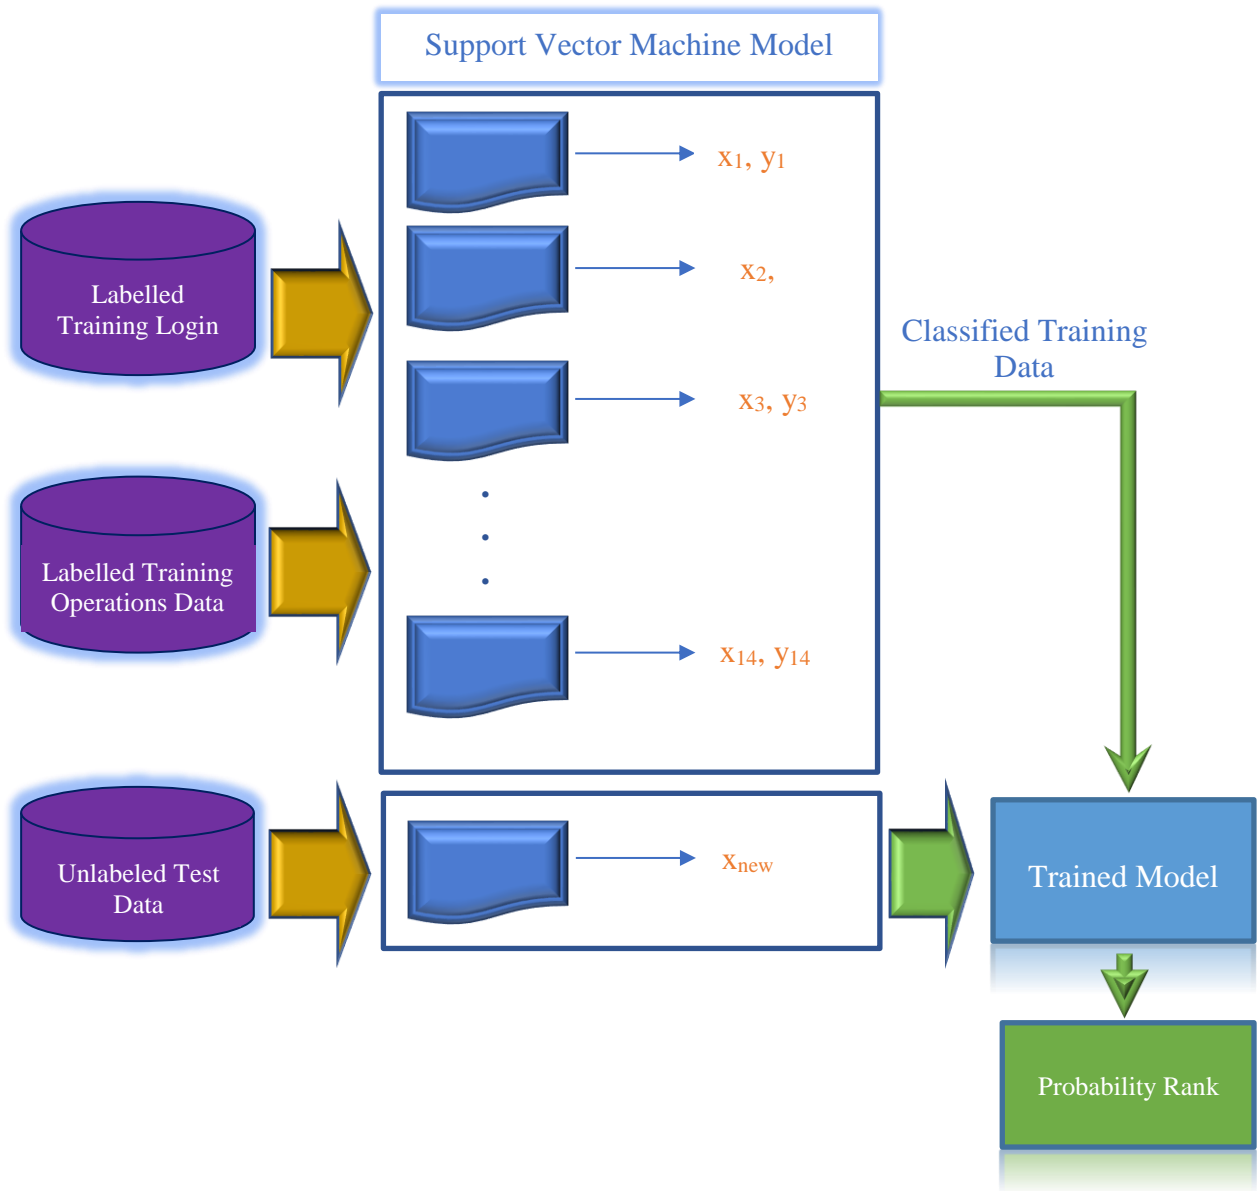 Support Vector Machine Model
x₁, y₁
x₂,
x₃, y₃
x₁₄, y₁₄
Labelled
Training Login
Labelled Training
Operations Data
Classified Training
Data
Unlabeled Test
Data
xnew
Trained Model
Probability Rank